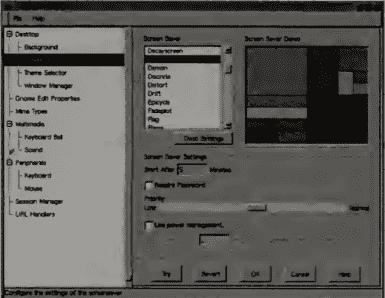 File Help
Desktop
Background
Theme Selector
Window Manager
Gnome Edit Properties
Mime Types
Multimedia
Keyboard Bell
Sound
Peripherals
Keyboard
Mouse
Session Manager
URL Handlers
Screen Saver
Decayscreen
Demon
Discrete
Distort
Drift
Epicycle
Fadeplot
Flag
Screen Saver Demo
Screen Saver Settings
Start After 5 Minutes
Require Password
Priority
Low Normal
Use power management.
Try Revert OK Cancel Help
Configure the settings of the screensaver